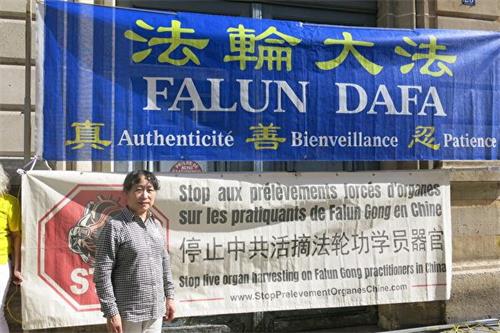 法輪大法
FALUN DAFA
真 Authenticité 善 Bienveillance 忍 Patience
Stop aux prélèvements forcés d'organes
sur les pratiquants de Falun Gong en Chine
停止中共活摘法轮功学员器官
Stop live organ harvesting on Falun Gong practitioners in China
www.StopPrelevementOrganesChine.com